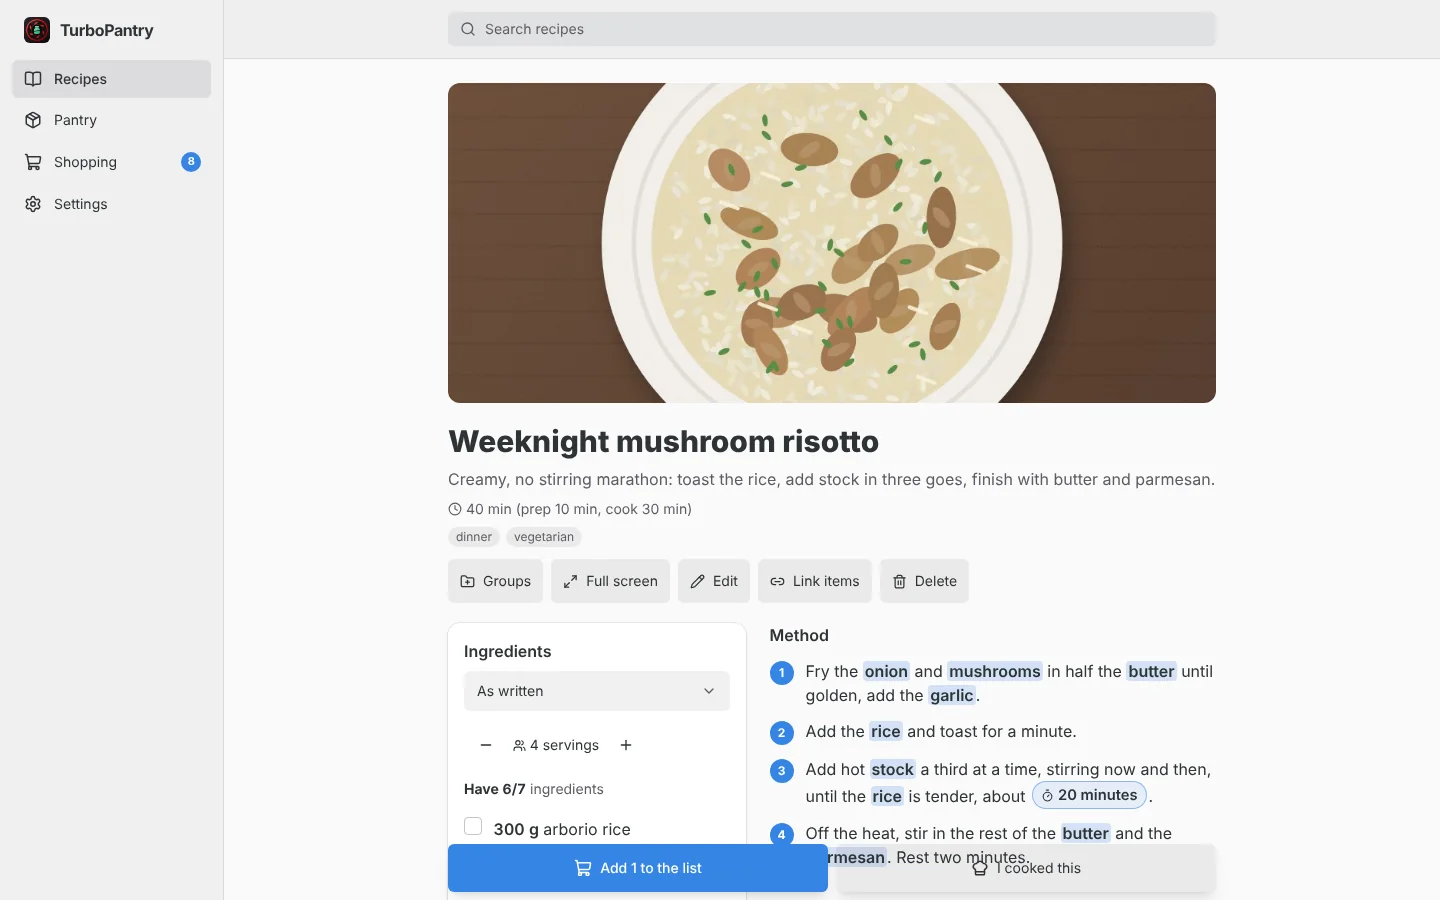 TurboPantry
Search recipes
Recipes
Pantry
Shopping 8
Settings
Weeknight mushroom risotto
Creamy, no stirring marathon: toast the rice, add stock in three goes, finish with butter and parmesan.
40 min (prep 10 min, cook 30 min)
dinner vegetarian
Groups Full screen Edit Link items Delete
Ingredients
As written
4 servings
Have 6/7 ingredients
300 g arborio rice
Method
1 Fry the onion and mushrooms in half the butter until
golden, add the garlic.
2 Add the rice and toast for a minute.
3 Add hot stock a third at a time, stirring now and then,
until the rice is tender, about 20 minutes.
4 Off the heat, stir in the rest of the butter and the
rmesan. Rest two minutes.
Add 1 to the list
I cooked this